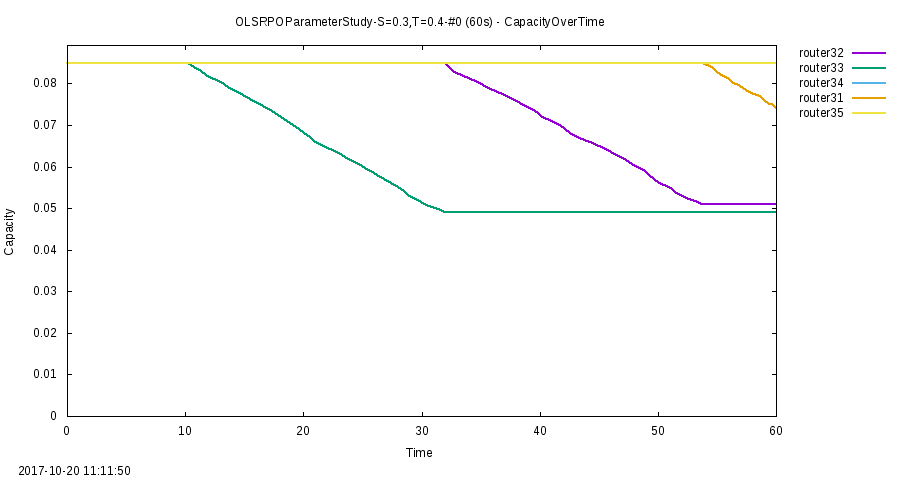 OLSRPOParameterStudy-S=0.3,T=0.4-#0 (60s) - CapacityOverTime
router32
router33
router34
router31
router35
0.08
0.07
0.06
0.05
0.04
0.03
0.02
0.01
0
Capacity
0 10 20 30 40 50 60
Time
2017-10-20 11:11:50